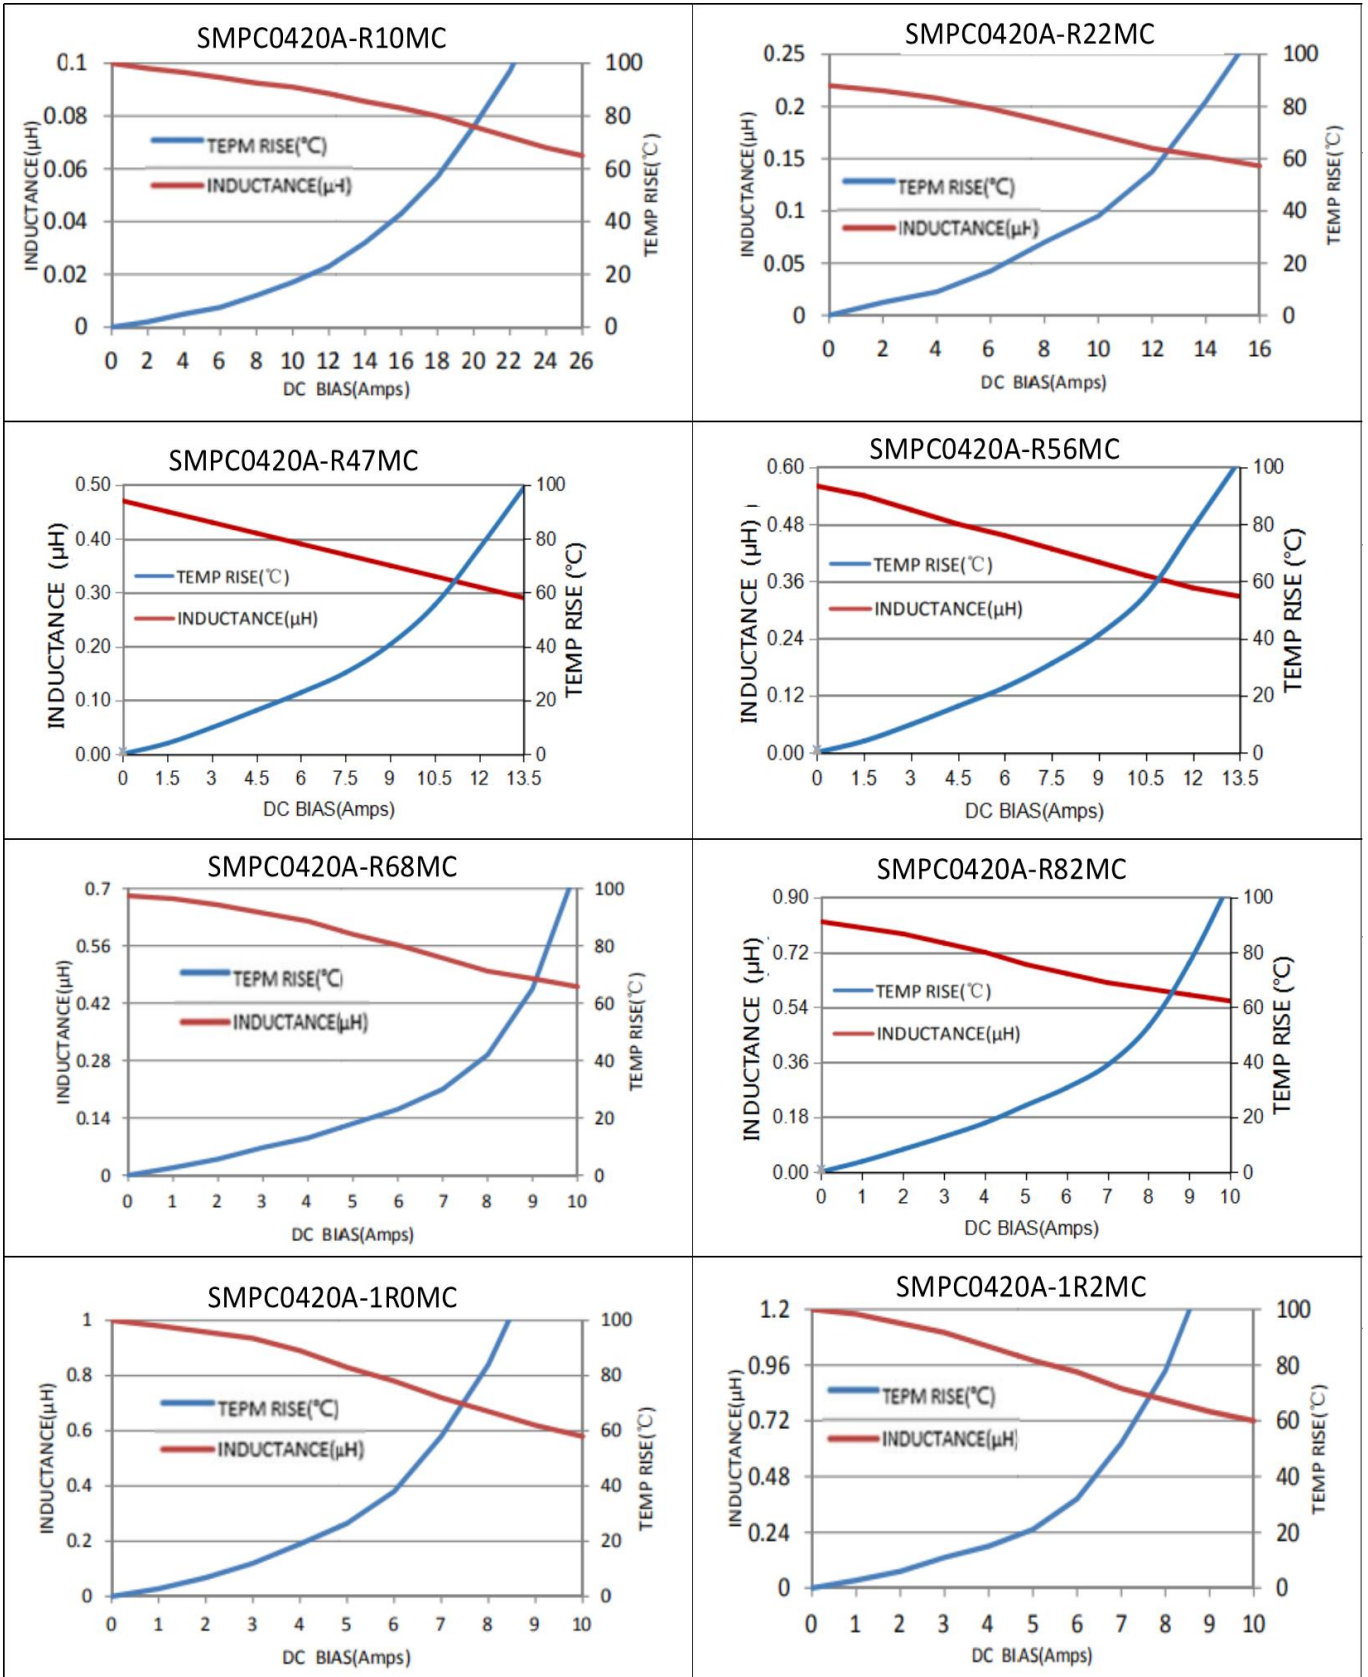 SMPC0420A-R10MC
INDUCTANCE(μH)
0.1
0.08
0.06
0.04
0.02
0
TEPM RISE(℃)
INDUCTANCE(μH)
100
80
60
40
20
0
TEMP RISE(℃)
0 2 4 6 8 10 12 14 16 18 20 22 24 26
DC BIAS(Amps)
SMPC0420A-R22MC
INDUCTANCE(μH)
0.25
0.2
0.15
0.1
0.05
0
TEPM RISE(℃)
INDUCTANCE(μH)
100
80
60
40
20
0
TEMP RISE(℃)
0 2 4 6 8 10 12 14 16
DC BIAS(Amps)
SMPC0420A-R47MC
INDUCTANCE (μH)
0.50
0.40
0.30
0.20
0.10
0.00
TEMP RISE(℃)
INDUCTANCE(μH)
100
80
60
40
20
0
TEMP RISE (℃)
0 1.5 3 4.5 6 7.5 9 10.5 12 13.5
DC BIAS(Amps)
SMPC0420A-R56MC
INDUCTANCE (μH) )
0.60
0.48
0.36
0.24
0.12
0.00
TEMP RISE(℃)
INDUCTANCE(μH)
100
80
60
40
20
0
TEMP RISE (℃)
0 1.5 3 4.5 6 7.5 9 10.5 12 13.5
DC BIAS(Amps)
SMPC0420A-R68MC
INDUCTANCE(μH)
0.7
0.56
0.42
0.28
0.14
0
TEPM RISE(℃)
INDUCTANCE(μH)
100
80
60
40
20
0
TEMP RISE(℃)
0 1 2 3 4 5 6 7 8 9 10
DC BIAS(Amps)
SMPC0420A-R82MC
INDUCTANCE (μH)
0.90
0.72
0.54
0.36
0.18
0.00
TEMP RISE(℃)
INDUCTANCE(μH)
100
80
60
40
20
0
TEMP RISE (℃)
0 1 2 3 4 5 6 7 8 9 10
DC BIAS(Amps)
SMPC0420A-1R0MC
INDUCTANCE(μH)
1
0.8
0.6
0.4
0.2
0
TEPM RISE(℃)
INDUCTANCE(μH)
100
80
60
40
20
0
TEMP RISE(℃)
0 1 2 3 4 5 6 7 8 9 10
DC BIAS(Amps)
SMPC0420A-1R2MC
INDUCTANCE(μH)
1.2
0.96
0.72
0.48
0.24
0
TEPM RISE(℃)
INDUCTANCE(μH)
100
80
60
40
20
0
TEMP RISE(℃)
0 1 2 3 4 5 6 7 8 9 10
DC BIAS(Amps)